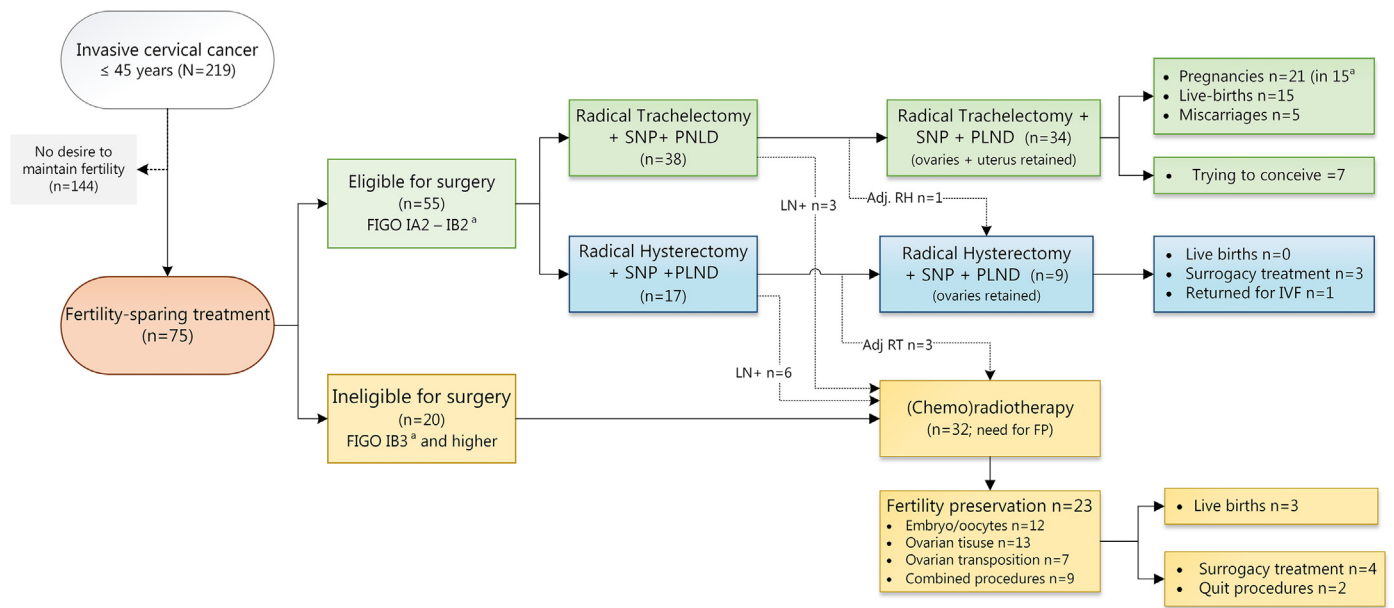 Invasive cervical cancer
≤ 45 years (N=219)
No desire to
maintain fertility
(n=144)
Fertility-sparing treatment
(n=75)
Eligible for surgery
(n=55)
FIGO IA2 – IB2 a
Ineligible for surgery
(n=20)
FIGO IB3 a and higher
Radical Trachelectomy
+ SNP+ PNLD
(n=38)
Radical Hysterectomy
+ SNP +PLND
(n=17)
LN+ n=3
LN+ n=6
Adj. RH n=1
Adj RT n=3
Radical Trachelectomy +
SNP + PLND (n=34)
(ovaries + uterus retained)
Radical Hysterectomy
+ SNP + PLND (n=9)
(ovaries retained)
(Chemo)radiotherapy
(n=32; need for FP)
Fertility preservation n=23
• Embryo/oocytes n=12
• Ovarian tisuse n=13
• Ovarian transposition n=7
• Combined procedures n=9
• Pregnancies n=21 (in 15a
• Live-births n=15
• Miscarriages n=5
• Trying to conceive =7
• Live births n=0
• Surrogacy treatment n=3
• Returned for IVF n=1
• Live births n=3
• Surrogacy treatment n=4
• Quit procedures n=2